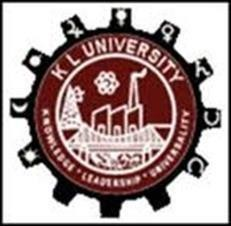 K L UNIVERSITY
KNOWLEDGE · LEADERSHIP · UNIVERSALITY